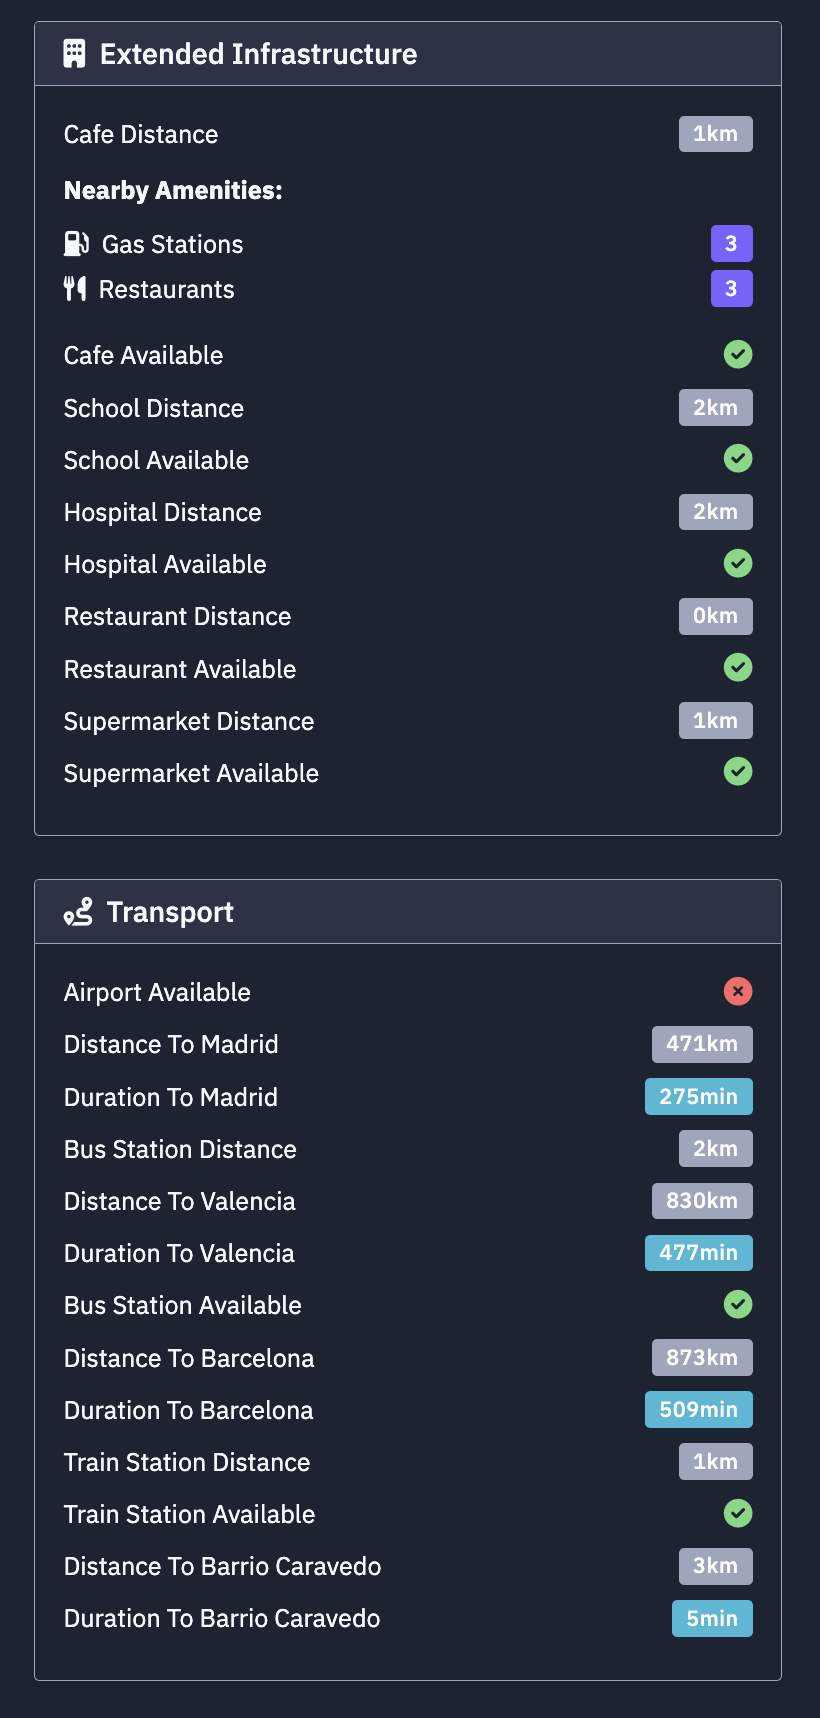 Extended Infrastructure
Cafe Distance 1km
Nearby Amenities:
Gas Stations 3
Restaurants 3
Cafe Available
School Distance 2km
School Available
Hospital Distance 2km
Hospital Available
Restaurant Distance 0km
Restaurant Available
Supermarket Distance 1km
Supermarket Available
Transport
Airport Available
Distance To Madrid 471km
Duration To Madrid 275min
Bus Station Distance 2km
Distance To Valencia 830km
Duration To Valencia 477min
Bus Station Available
Distance To Barcelona 873km
Duration To Barcelona 509min
Train Station Distance 1km
Train Station Available
Distance To Barrio Caravedo 3km
Duration To Barrio Caravedo 5min